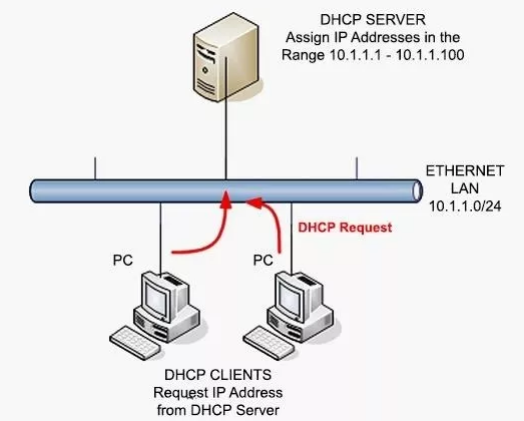 DHCP SERVER
Assign IP Addresses in the
Range 10.1.1.1 - 10.1.1.100
ETHERNET
LAN
10.1.1.0/24
DHCP Request
PC
PC
DHCP CLIENTS
Request IP Address
from DHCP Server